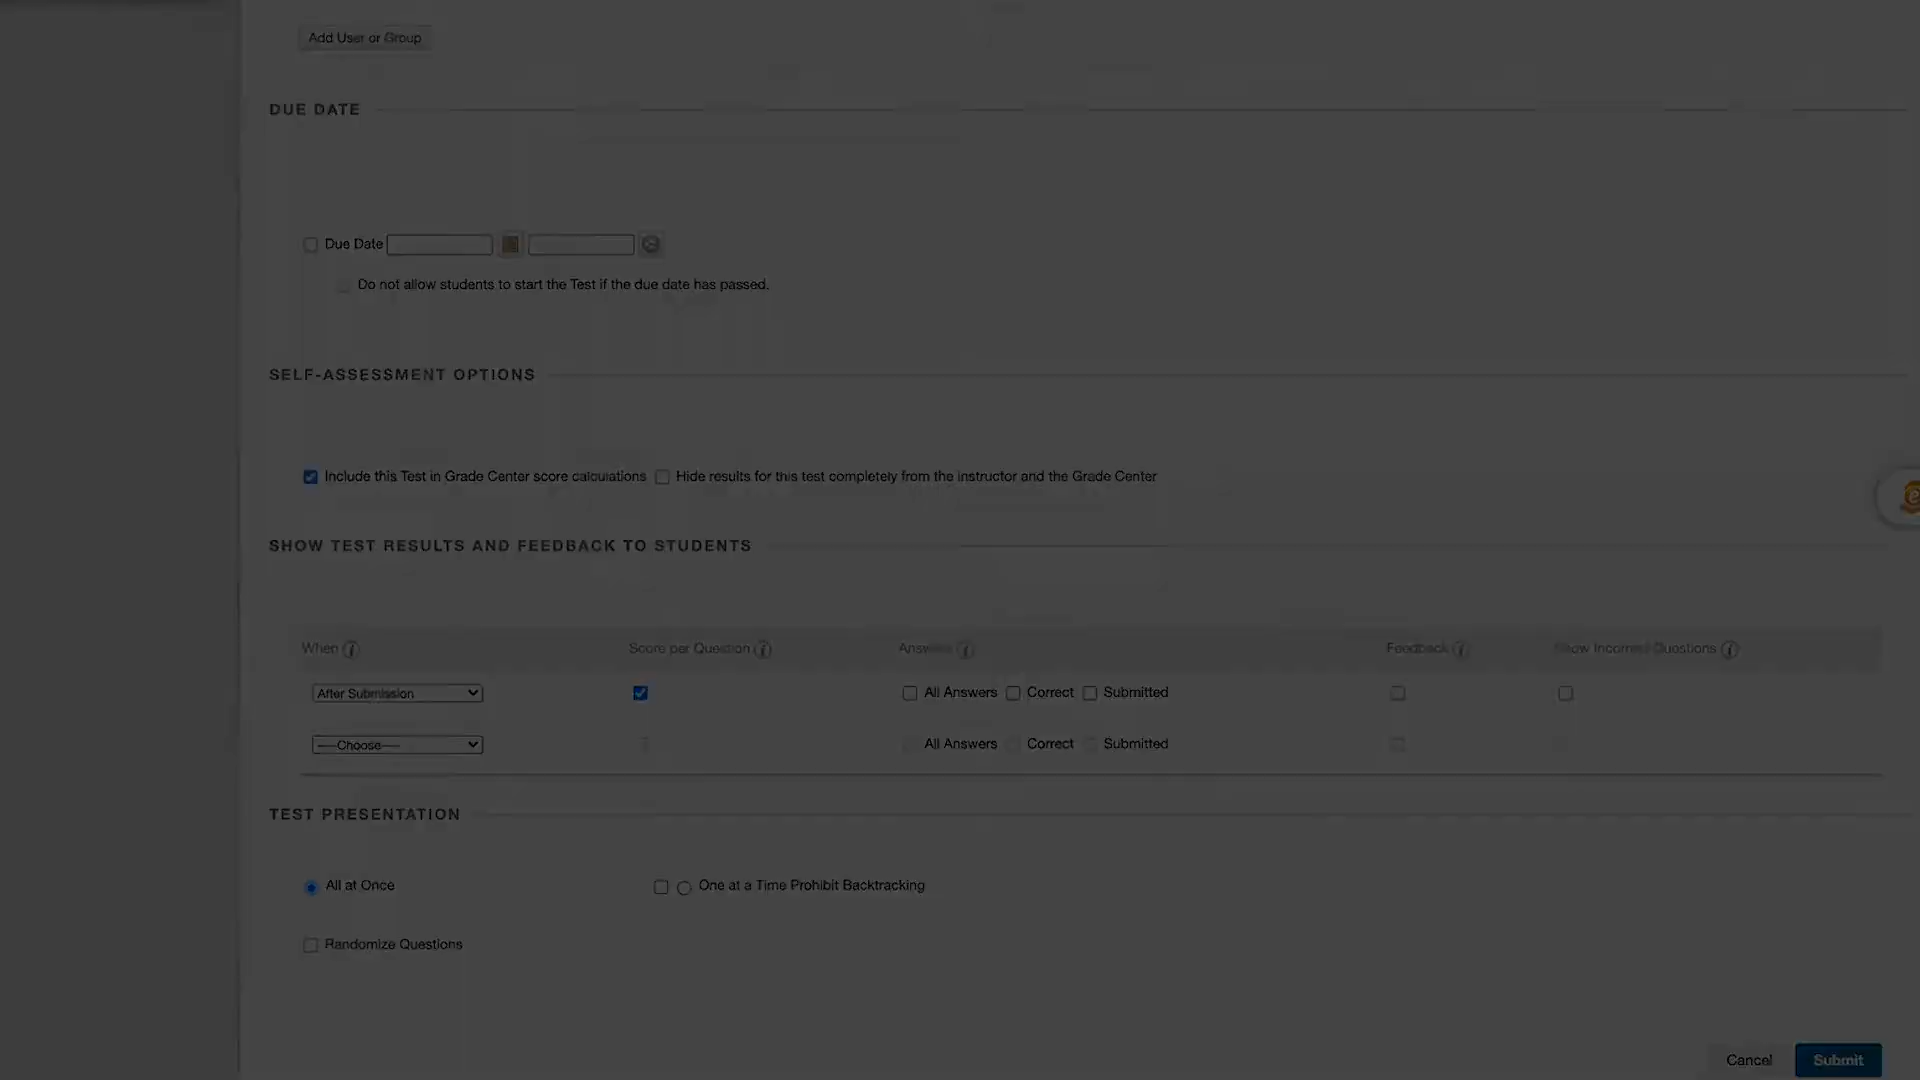 Add User or Group
DUE DATE
Due Date
Do not allow students to start the Test if the due date has passed.
SELF-ASSESSMENT OPTIONS
Include this Test in Grade Center score calculations Hide results for this test completely from the instructor and the Grade Center
SHOW TEST RESULTS AND FEEDBACK TO STUDENTS
When Score per Question Answers Feedback Show Incorrect Questions
After Submission All Answers Correct Submitted
----Choose---- All Answers Correct Submitted
TEST PRESENTATION
All at Once One at a Time Prohibit Backtracking
Randomize Questions
Cancel Submit